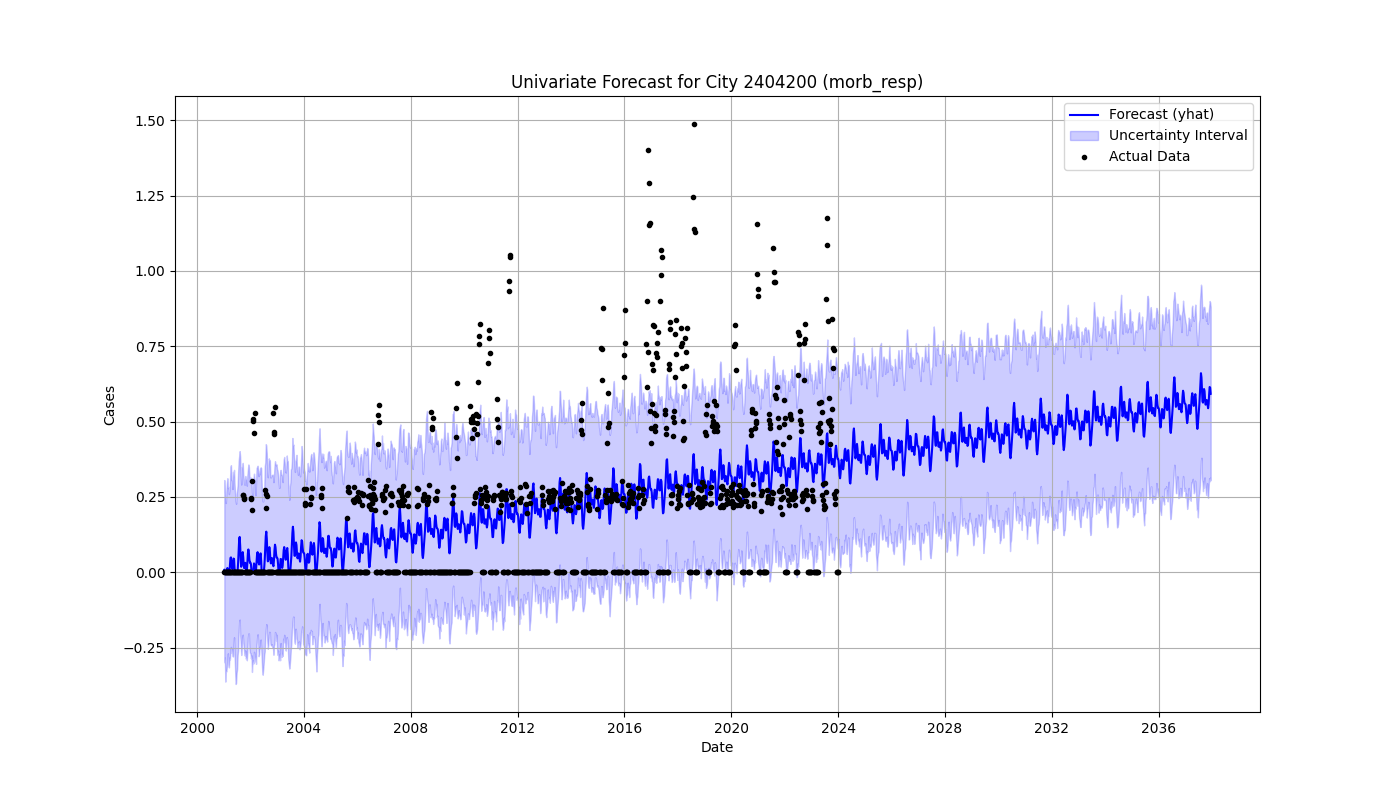 Univariate Forecast for City 2404200 (morb_resp)
Forecast (yhat)
Uncertainty Interval
Actual Data
1.50
1.25
1.00
0.75
0.50
0.25
0.00
−0.25
Cases
2000 2004 2008 2012 2016 2020 2024 2028 2032 2036
Date